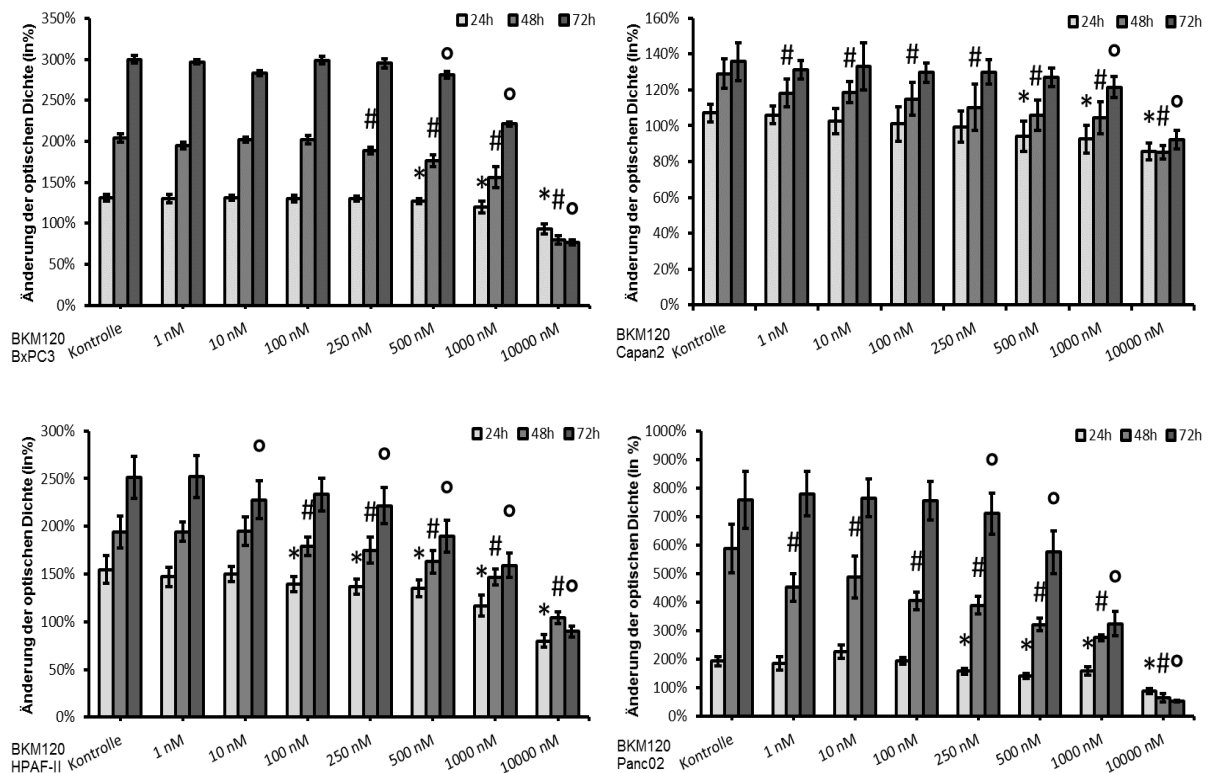 24h 48h 72h
Änderung der optischen Dichte (in%)
350%
300%
250%
200%
150%
100%
50%
0%
# # # # o o o
* * *
BKM120
BxPC3
Kontrolle 1 nM 10 nM 100 nM 250 nM 500 nM 1000 nM 10000 nM
24h 48h 72h
Änderung der optischen Dichte (in%)
160%
140%
120%
100%
80%
60%
40%
20%
0%
# # # # # # # o o
* * *
BKM120
Capan2
Kontrolle 1 nM 10 nM 100 nM 250 nM 500 nM 1000 nM 10000 nM
24h 48h 72h
Änderung der optischen Dichte (in%)
300%
250%
200%
150%
100%
50%
0%
o # # o # o # o # o
* * * * *
BKM120
HPAF-II
Kontrolle 1 nM 10 nM 100 nM 250 nM 500 nM 1000 nM 10000 nM
24h 48h 72h
Änderung der optischen Dichte (in %)
1000%
900%
800%
700%
600%
500%
400%
300%
200%
100%
0%
# # # # o # o # o # o
* * * *
BKM120
Panc02
Kontrolle 1 nM 10 nM 100 nM 250 nM 500 nM 1000 nM 10000 nM